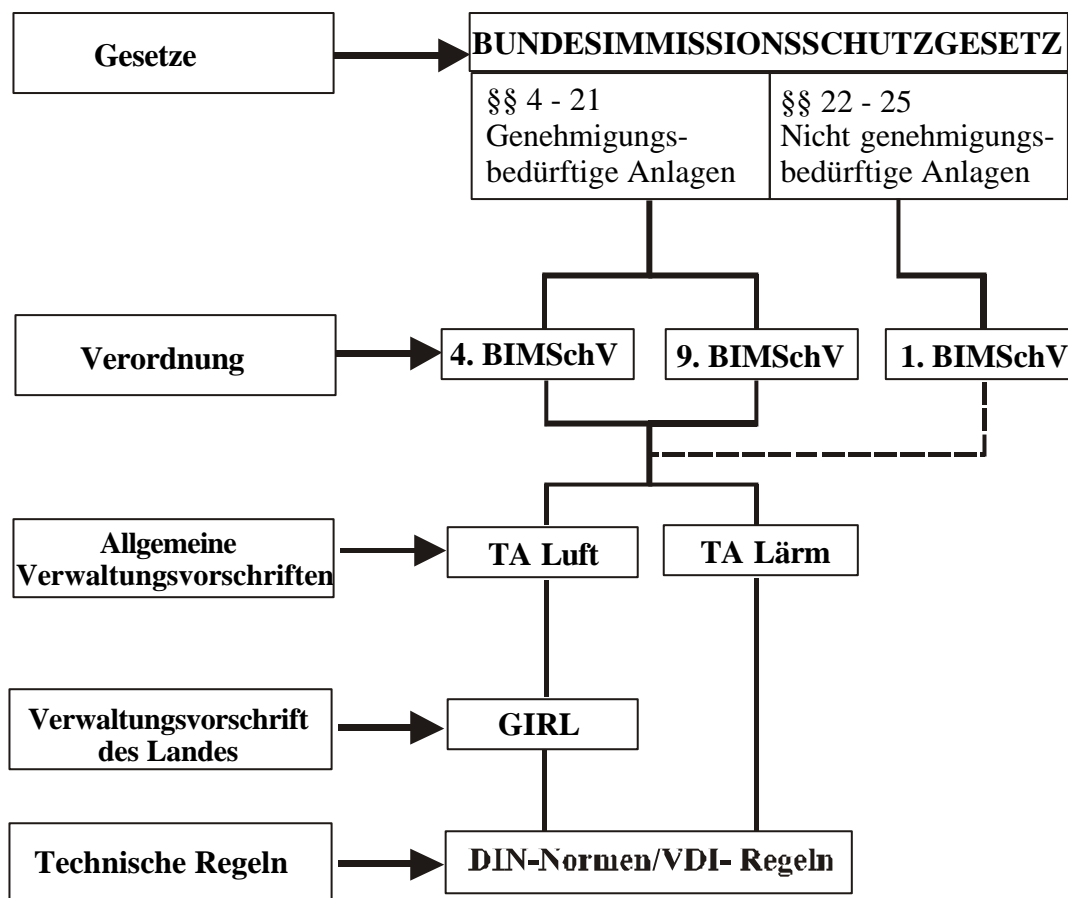 Gesetze
BUNDESIMMISSIONSSCHUTZGESETZ
§§ 4 - 21
Genehmigungs-
bedürftige Anlagen
§§ 22 - 25
Nicht genehmigungs-
bedürftige Anlagen
Verordnung
4. BIMSchV
9. BIMSchV
1. BIMSchV
Allgemeine
Verwaltungsvorschriften
TA Luft
TA Lärm
Verwaltungsvorschrift
des Landes
GIRL
Technische Regeln
DIN-Normen/VDI- Regeln